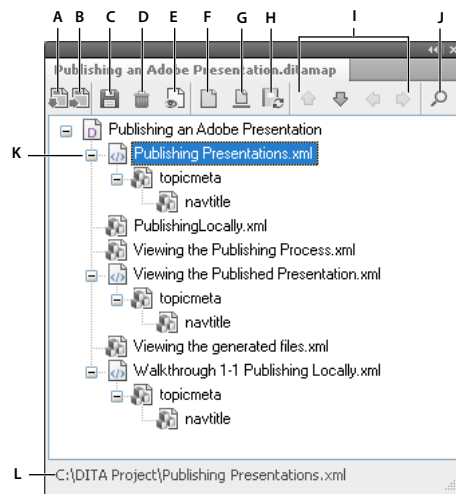 A B C D E F G H I J
Publishing an Adobe Presentation.ditamap
Publishing an Adobe Presentation
K
Publishing Presentations.xml
topicmeta
navtitle
PublishingLocally.xml
Viewing the Publishing Process.xml
Viewing the Published Presentation.xml
topicmeta
navtitle
Viewing the generated files.xml
Walkthrough 1-1 Publishing Locally.xml
topicmeta
navtitle
L C:\DITA Project\Publishing Presentations.xml